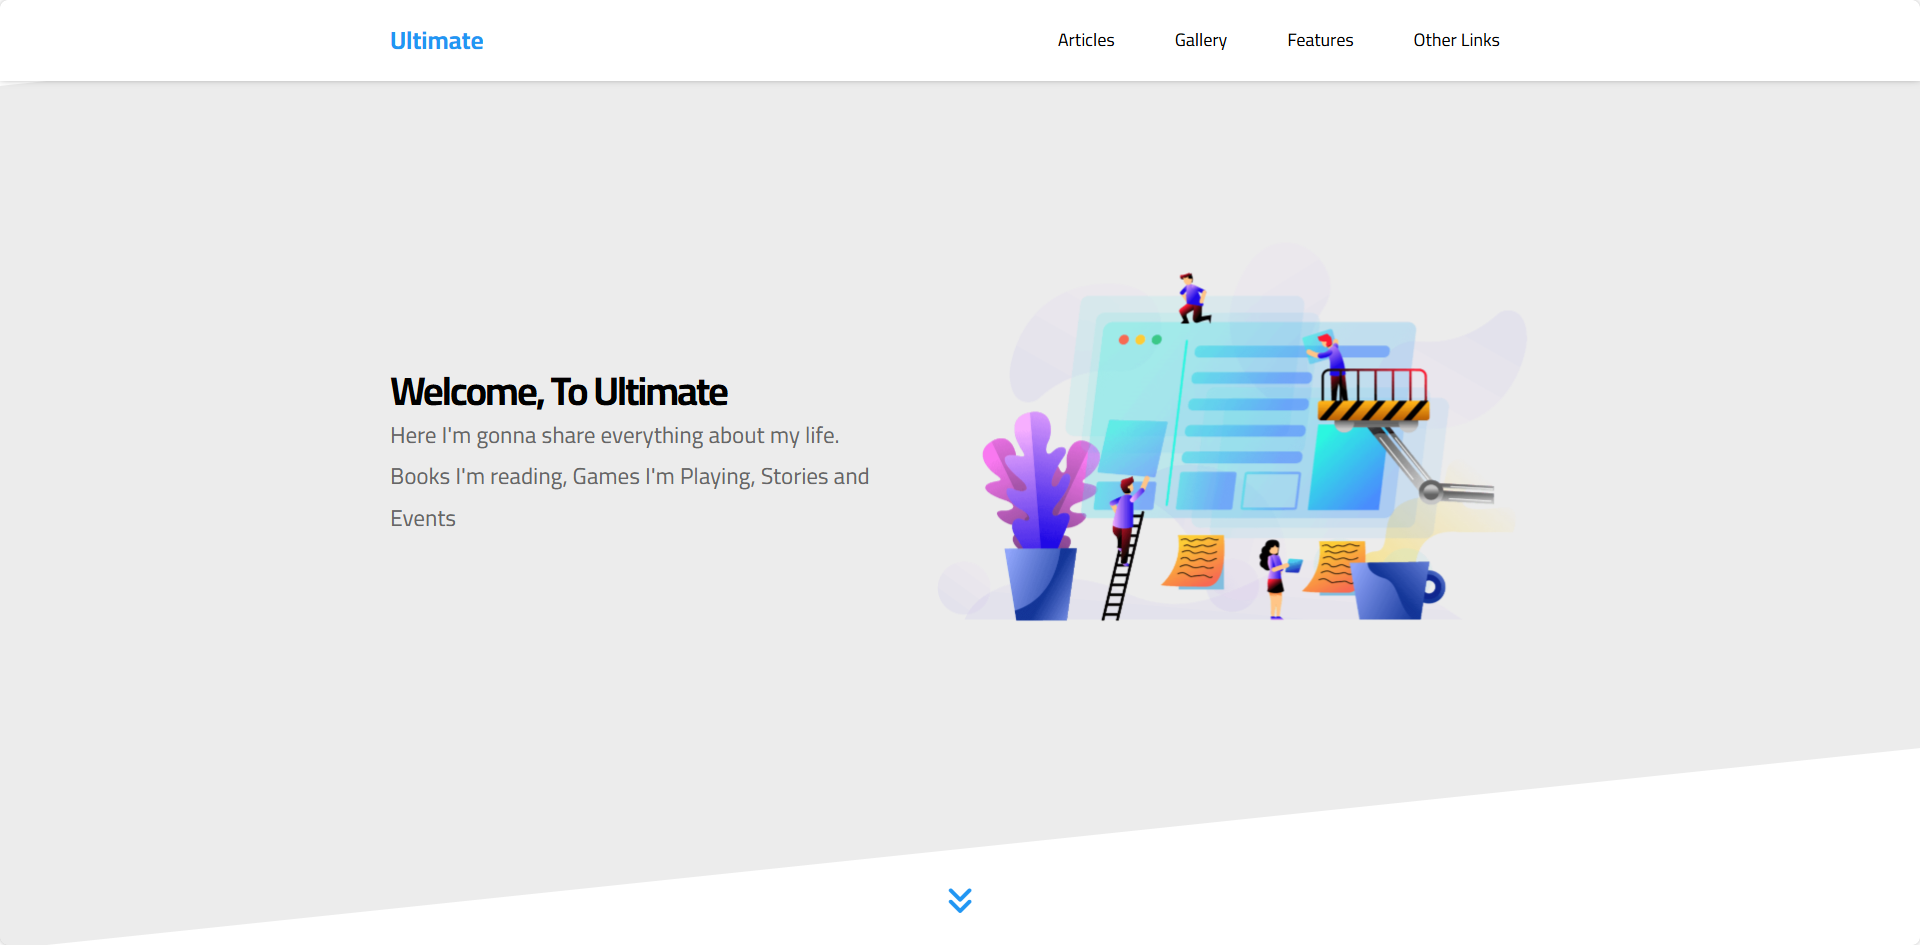 Ultimate
Articles
Gallery
Features
Other Links
Welcome, To Ultimate
Here I'm gonna share everything about my life.
Books I'm reading, Games I'm Playing, Stories and
Events